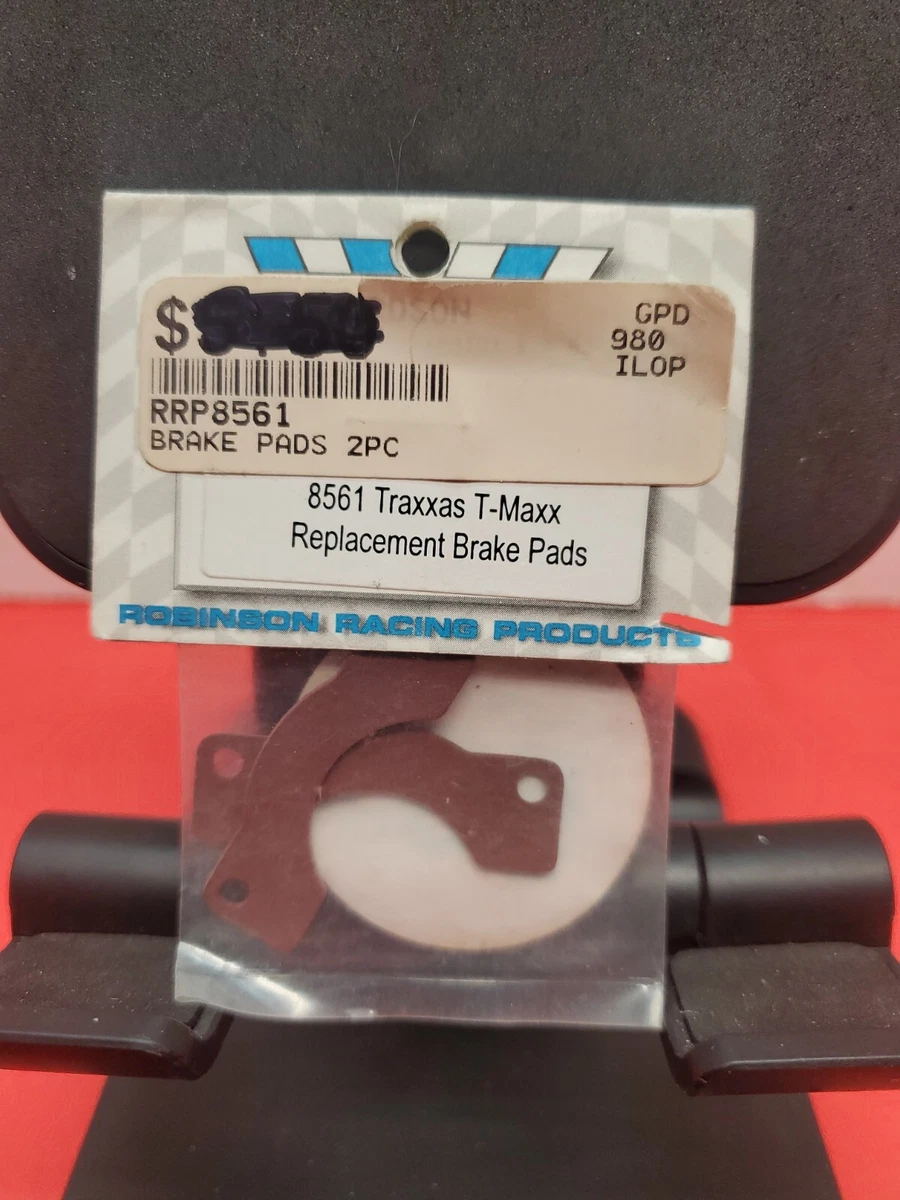 $
GPD
980
ILOP
RRP8561
BRAKE PADS 2PC
8561 Traxxas T-Maxx
Replacement Brake Pads
ROBINSON RACING PRODUCTS